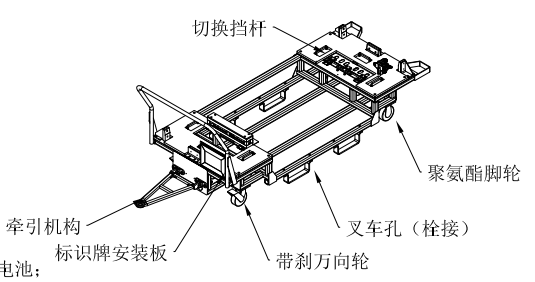 切换挡杆
聚氨酯脚轮
叉车孔（栓接）
牵引机构
标识牌安装板
带刹万向轮
电池；